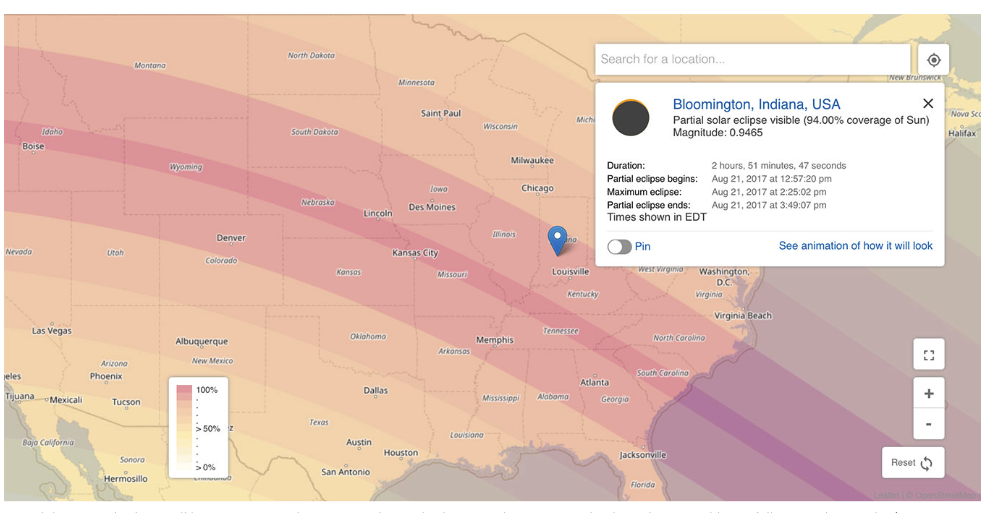 Montana
North Dakota
Minnesota
Search for a location...
New Brunswick
Bloomington, Indiana, USA
Partial solar eclipse visible (94.00% coverage of Sun)
Magnitude: 0.9465
Duration: 2 hours, 51 minutes, 47 seconds
Partial eclipse begins: Aug 21, 2017 at 12:57:20 pm
Maximum eclipse: Aug 21, 2017 at 2:25:02 pm
Partial eclipse ends: Aug 21, 2017 at 3:49:07 pm
Times shown in EDT
Pin
See animation of how it will look
Saint Paul
Wisconsin
Michi
Nova Sc
Halifax
Idaho
Boise
South Dakota
Wyoming
Milwaukee
Chicago
Iowa
Nebraska
Lincoln
Des Moines
Illinois
Denver
Nevada
Utah
Colorado
Kansas City
Kansas
Missouri
Louisville
West Virginia
Washington, D.C.
Kentucky
Virginia
Virginia Beach
Las Vegas
Albuquerque
Oklahoma
Tennessee
North Carolina
Memphis
Arkansas
Arizona
New Mexico
Phoenix
eles
Tijuana
Mexicali
Tucson
Dallas
South Carolina
Atlanta
Mississippi
Alabama
Georgia
100%
> 50%
> 0%
Texas
Louisiana
Austin
Houston
San Antonio
Jacksonville
Florida
Baja California
Sonora
Hermosillo
+
-
Reset